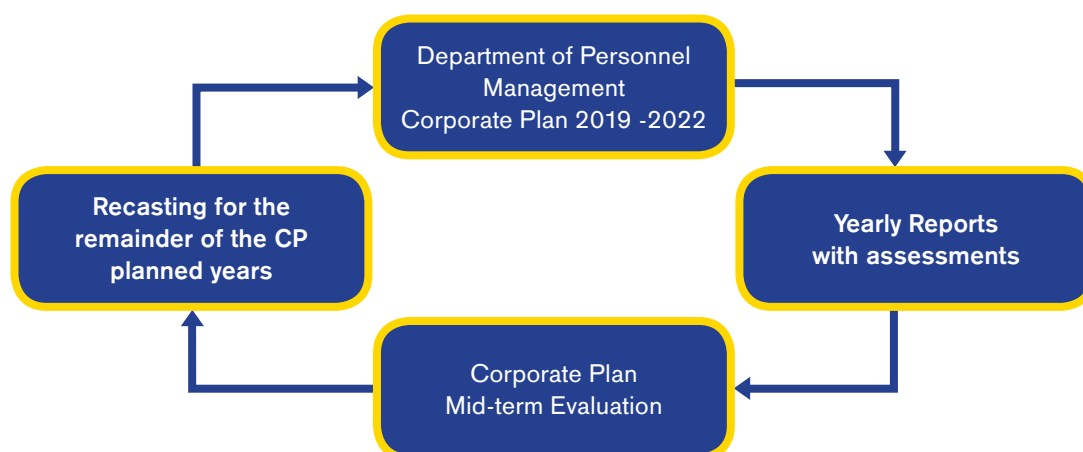 Department of Personnel
Management
Corporate Plan 2019 -2022
Recasting for the
remainder of the CP
planned years
Yearly Reports
with assessments
Corporate Plan
Mid-term Evaluation